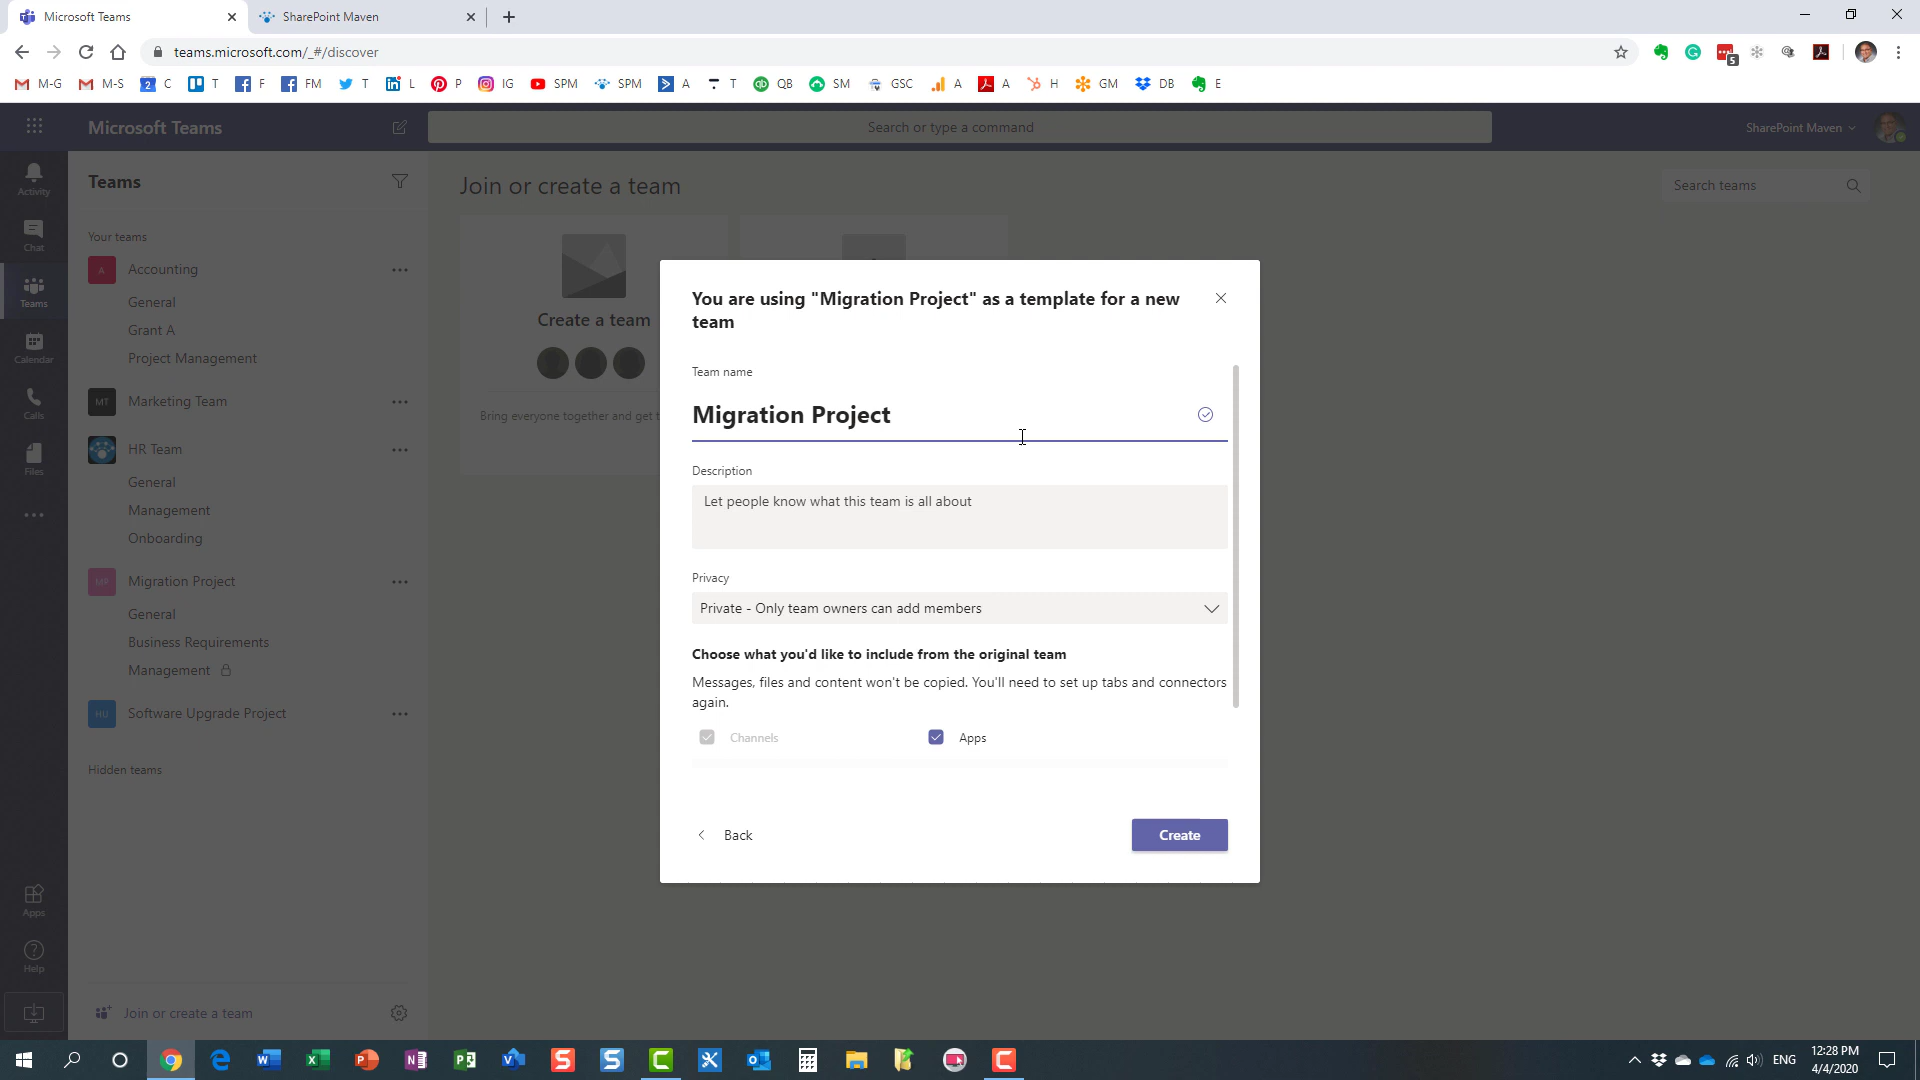 Microsoft Teams
SharePoint Maven
teams.microsoft.com/_#/discover
5
M-G
M-S
2
C
T
F
FM
T
L
P
IG
SPM
SPM
A
T
QB
SM
GSC
A
A
H
GM
DB
E
Microsoft Teams
Search or type a command
SharePoint Maven
Activity
Chat
Teams
Calendar
Calls
Files
Apps
Help
Teams
Your teams
A
Accounting
General
Grant A
Project Management
MT
Marketing Team
HR Team
General
Management
Onboarding
MP
Migration Project
General
Business Requirements
Management
HU
Software Upgrade Project
Hidden teams
Join or create a team
Join or create a team
Search teams
Create a team
Bring everyone together and get t
You are using "Migration Project" as a template for a new
team
Team name
Migration Project
Description
Let people know what this team is all about
Privacy
Private - Only team owners can add members
Choose what you'd like to include from the original team
Messages, files and content won't be copied. You'll need to set up tabs and connectors
again.
Channels
Apps
Back
Create
ENG
12:28 PM
4/4/2020